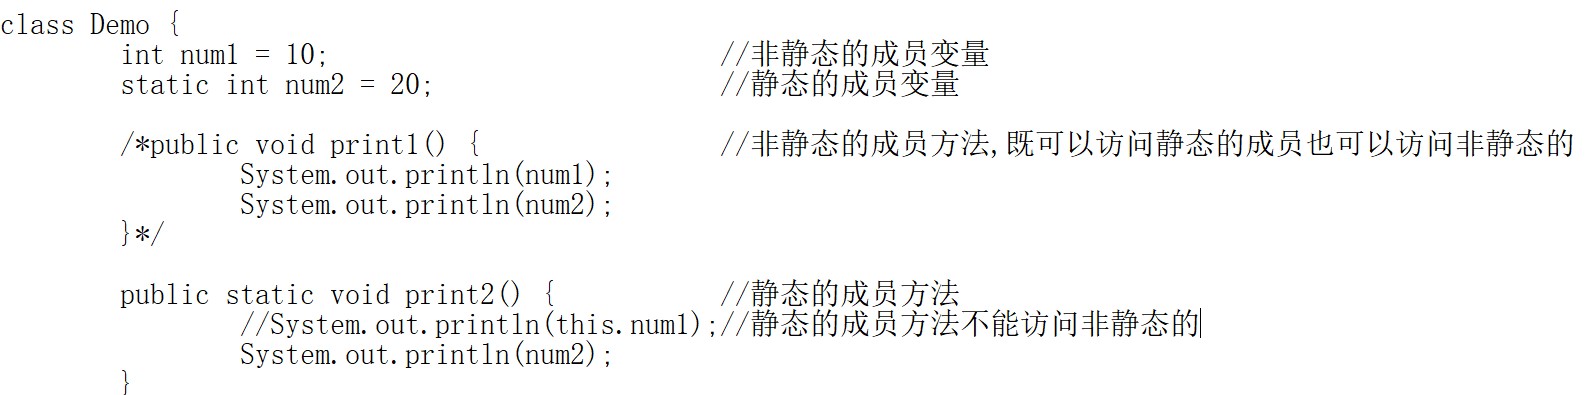 class Demo {
int num1 = 10; //非静态的成员变量
static int num2 = 20; //静态的成员变量
/*public void print1() { //非静态的成员方法,既可以访问静态的成员也可以访问非静态的
System.out.println(num1);
System.out.println(num2);
}*/
public static void print2() { //静态的成员方法
//System.out.println(this.num1);//静态的成员方法不能访问非静态的
System.out.println(num2);
}